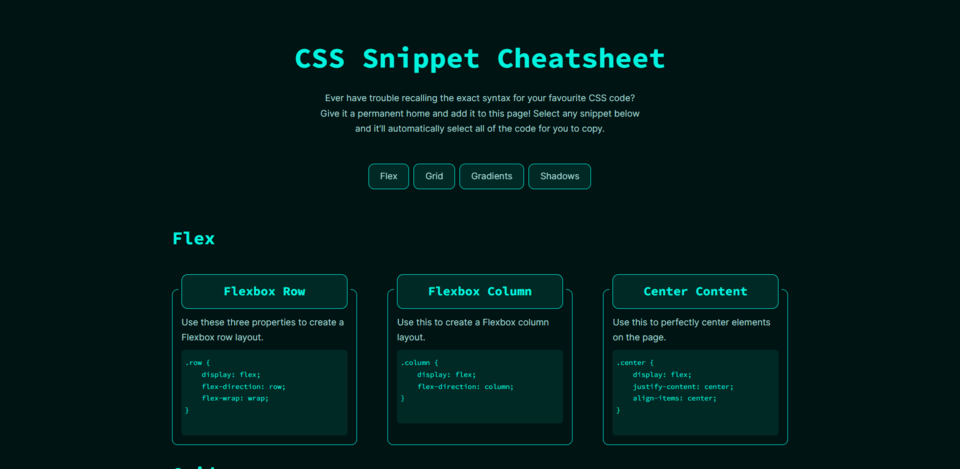 CSS Snippet Cheatsheet
Ever have trouble recalling the exact syntax for your favourite CSS code?
Give it a permanent home and add it to this page! Select any snippet below
and it'll automatically select all of the code for you to copy.
Flex
Grid
Gradients
Shadows
Flex
Flexbox Row
Use these three properties to create a
Flexbox row layout.
.row {
    display: flex;
    flex-direction: row;
    flex-wrap: wrap;
}
Flexbox Column
Use this to create a Flexbox column
layout.
.column {
    display: flex;
    flex-direction: column;
}
Center Content
Use this to perfectly center elements
on the page.
.center {
    display: flex;
    justify-content: center;
    align-items: center;
}